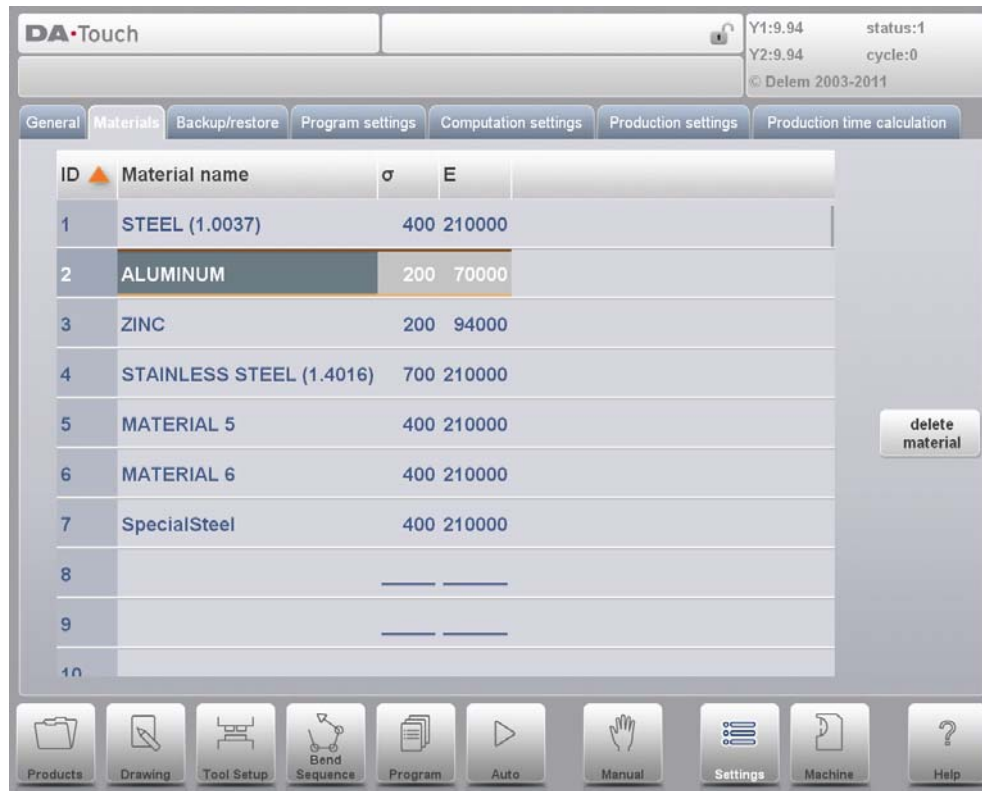 DA·Touch
Y1:9.94 status:1
Y2:9.94 cycle:0
© Delem 2003-2011
General Materials Backup/restore Program settings Computation settings Production settings Production time calculation
ID Material name σ E
1 STEEL (1.0037) 400 210000
2 ALUMINUM 200 70000
3 ZINC 200 94000
4 STAINLESS STEEL (1.4016) 700 210000
5 MATERIAL 5 400 210000
6 MATERIAL 6 400 210000
7 SpecialSteel 400 210000
8
9
10
delete
material
Products Drawing Tool Setup Bend Sequence Program Auto Manual Settings Machine Help